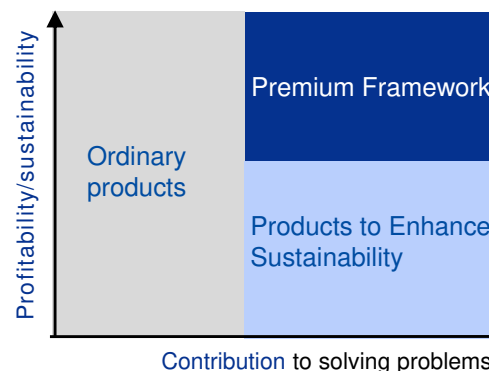 Profitability/sustainability
Premium Framework
Ordinary
products
Products to Enhance
Sustainability
Contribution to solving problems